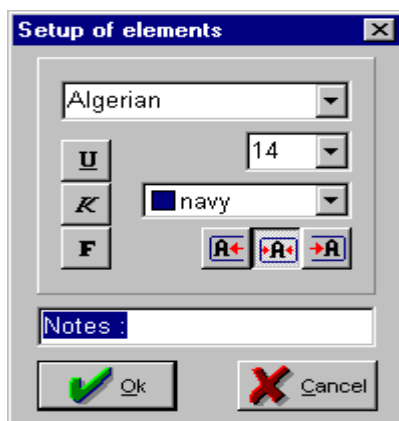 Setup of elements
Algerian
U
14
K
navy
F
A A A
Notes :
Ok Cancel